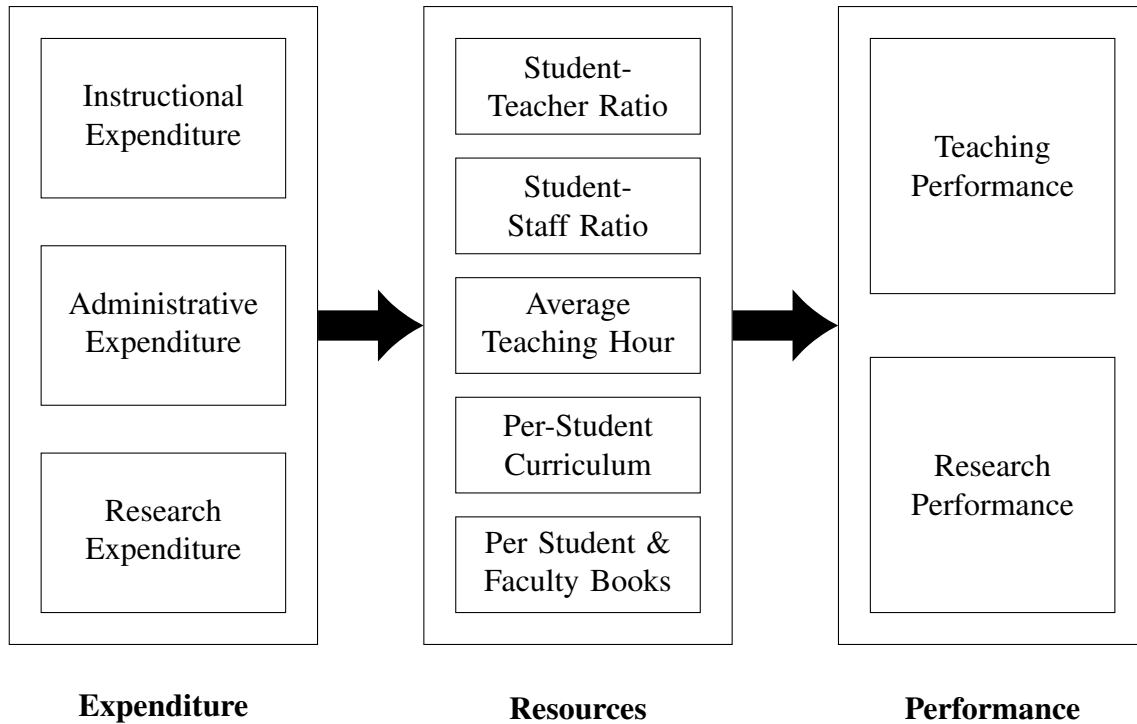 Instructional
Expenditure
Administrative
Expenditure
Research
Expenditure
Expenditure
Student-
Teacher Ratio
Student-
Staff Ratio
Average
Teaching Hour
Per-Student
Curriculum
Per Student &
Faculty Books
Resources
Teaching
Performance
Research
Performance
Performance